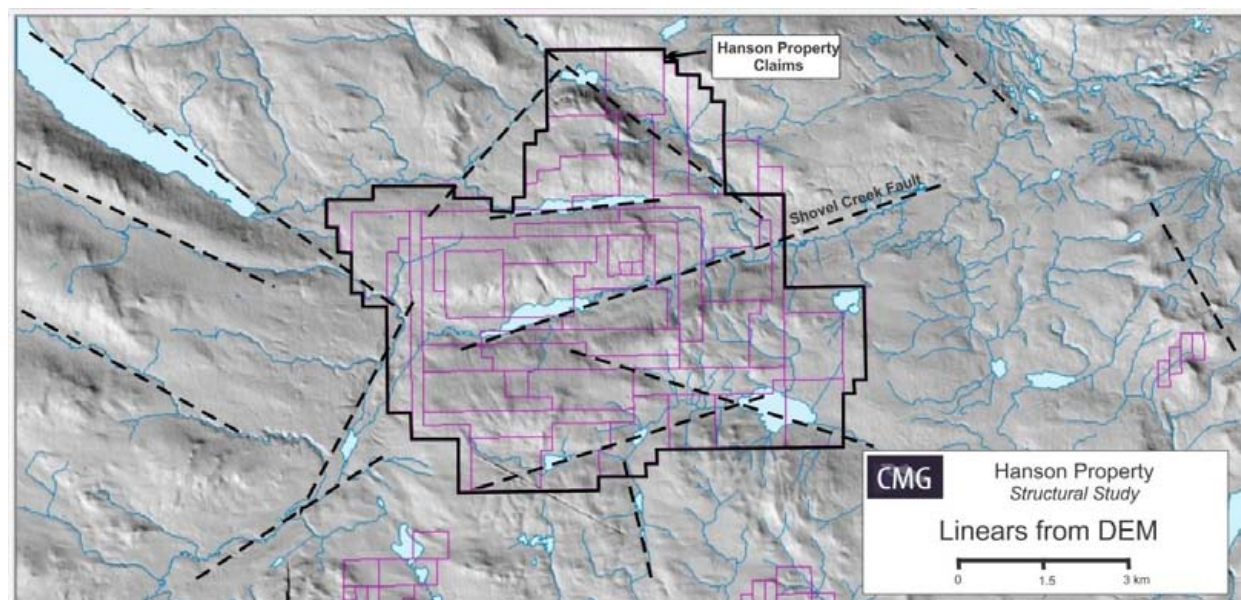 Hanson Property
Claims
Shovel Creek Fault
CMG
Hanson Property
Structural Study
Linears from DEM
0 1.5 3 km